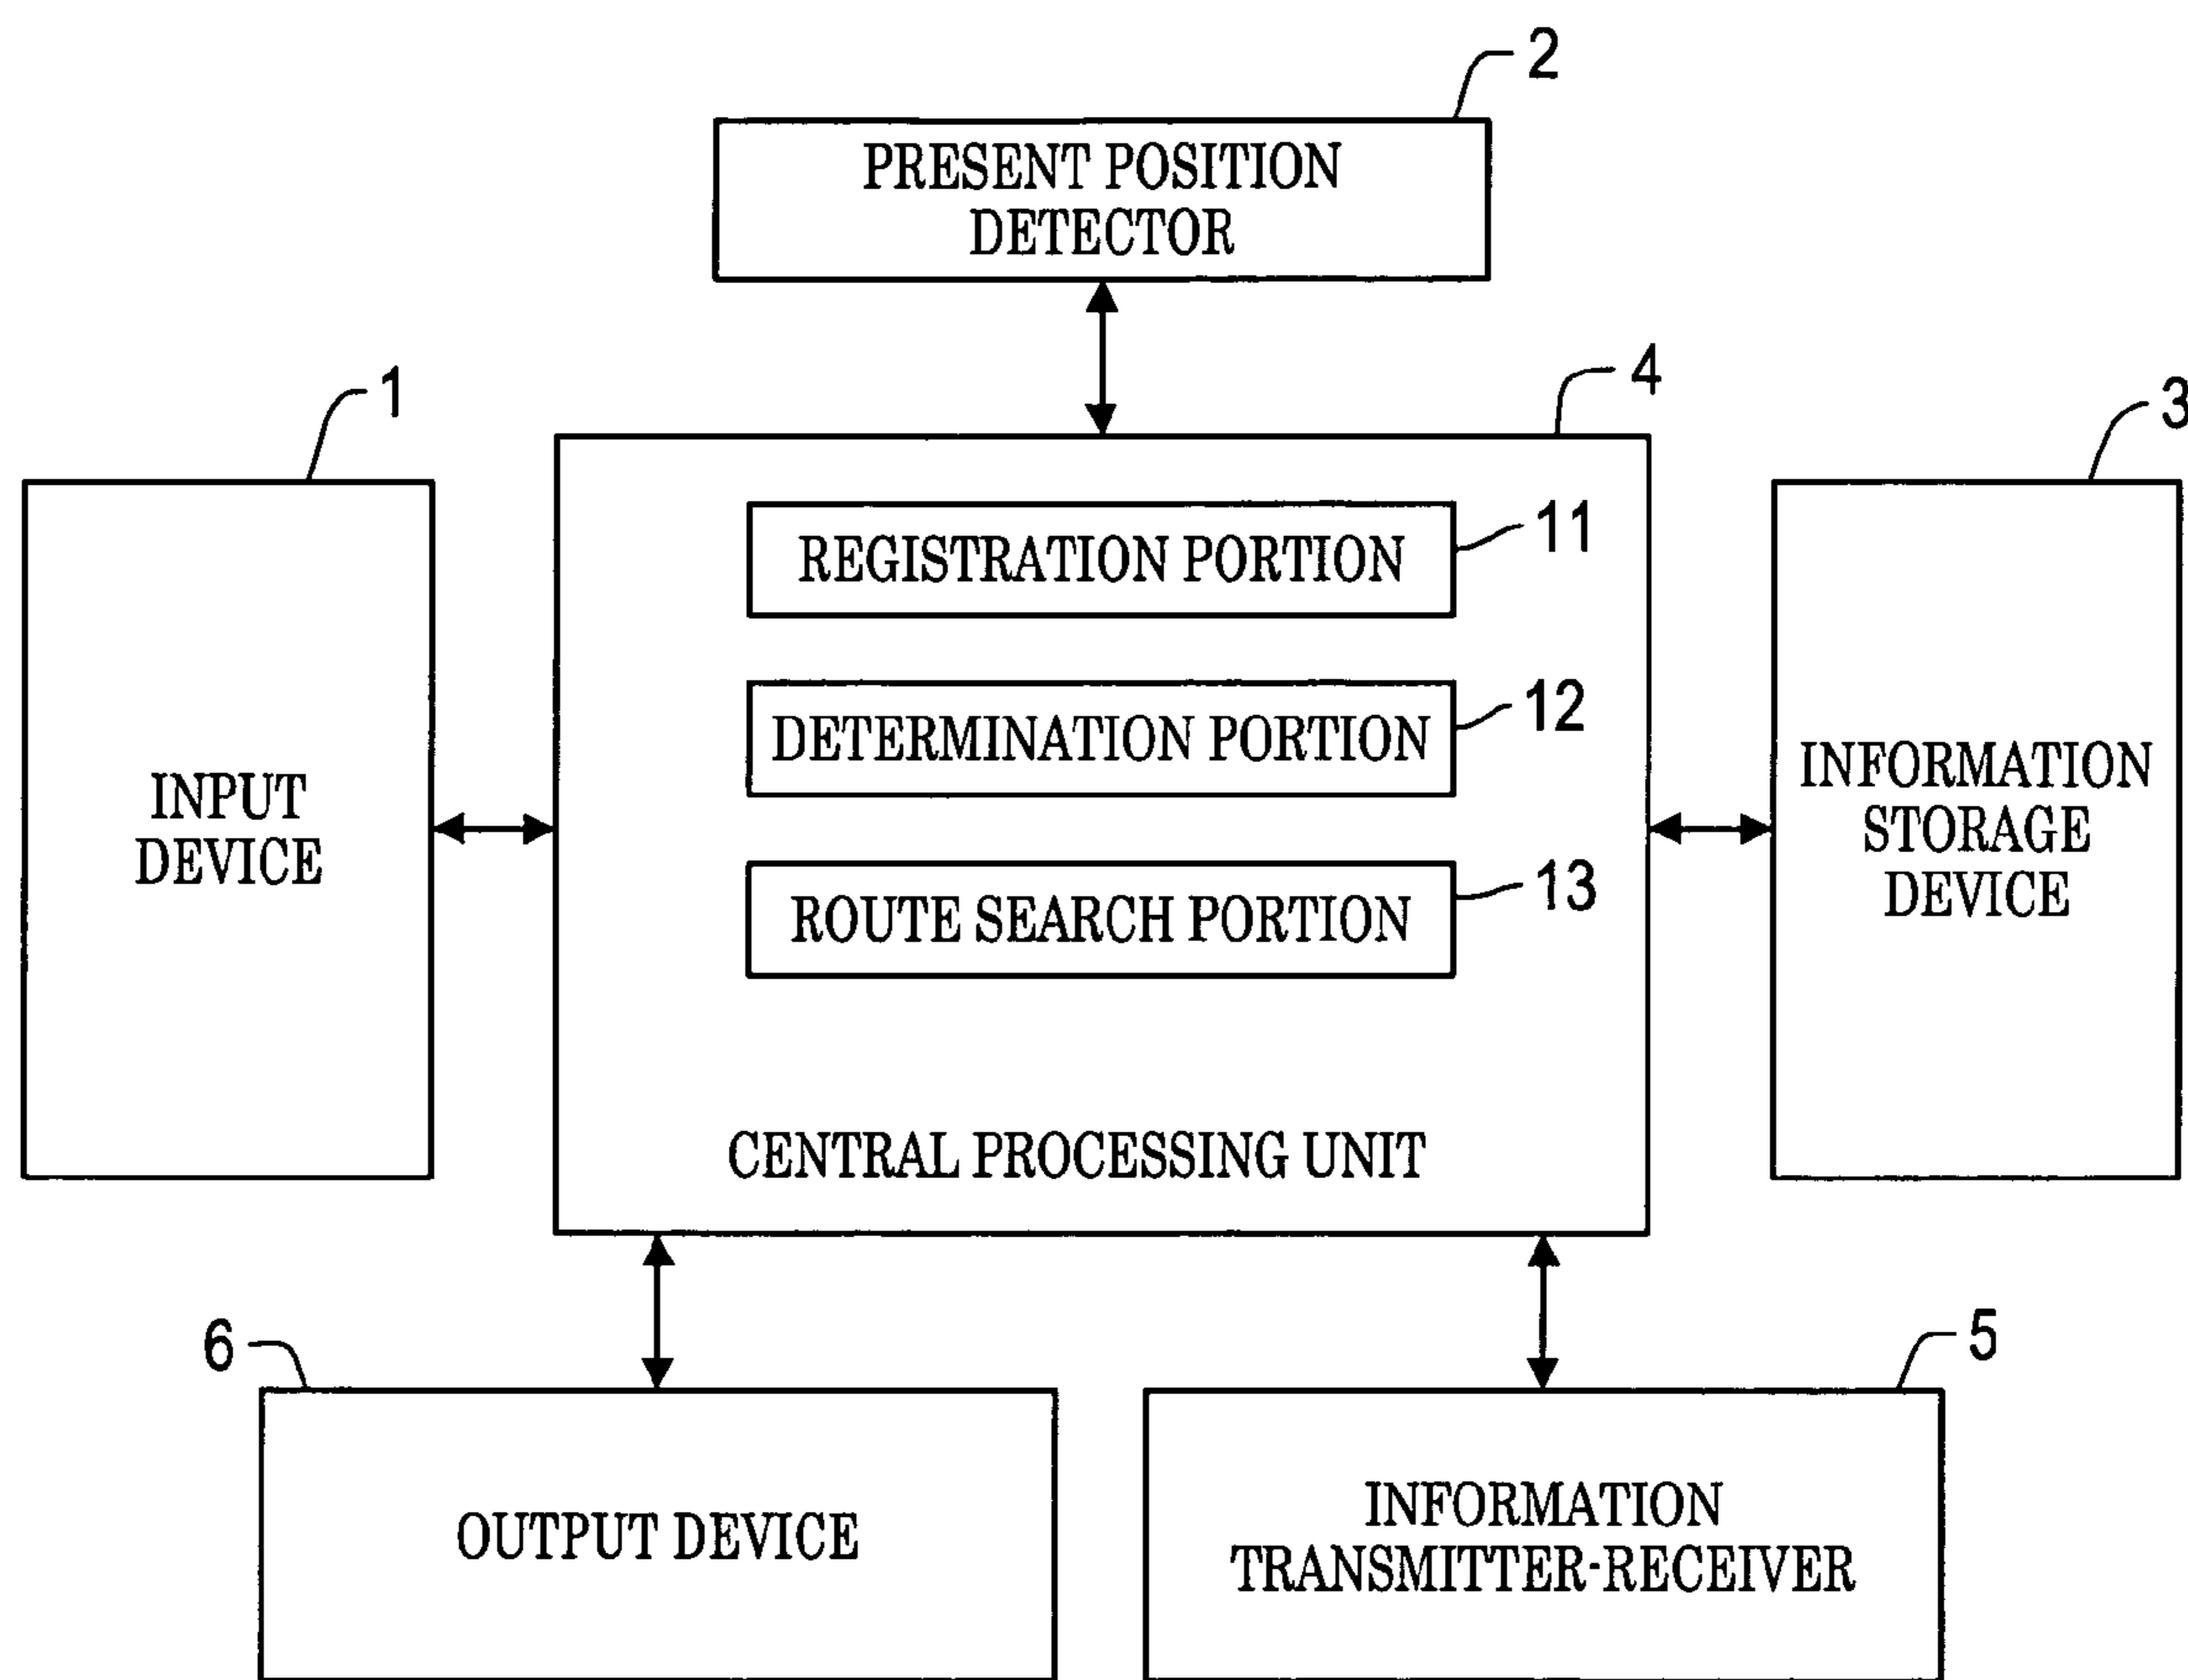 2
PRESENT POSITION
DETECTOR
1
4
3
INPUT
DEVICE
REGISTRATION PORTION
11
DETERMINATION PORTION
12
ROUTE SEARCH PORTION
13
CENTRAL PROCESSING UNIT
INFORMATION
STORAGE
DEVICE
6
OUTPUT DEVICE
5
INFORMATION
TRANSMITTER-RECEIVER